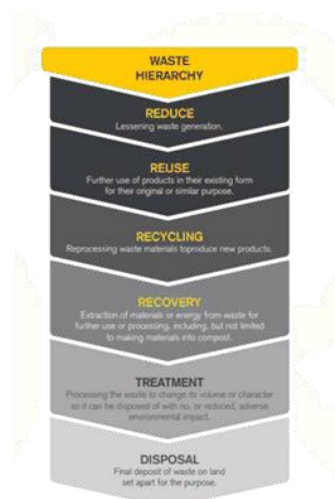 WASTE
HIERARCHY
REDUCE
Lessening waste generation.
REUSE
Further use of products in their existing form
for their original or similar purpose.
RECYCLING
Reprocessing waste materials toproduce new products.
RECOVERY
Extraction of materials or energy from waste for
further use or processing, including, but not limited
to making materials into compost.
TREATMENT
Processing the waste to change its volume or character
so it can be disposed of with no, or reduced, adverse
environmental impact.
DISPOSAL
Final deposit of waste on land
set apart for the purpose.